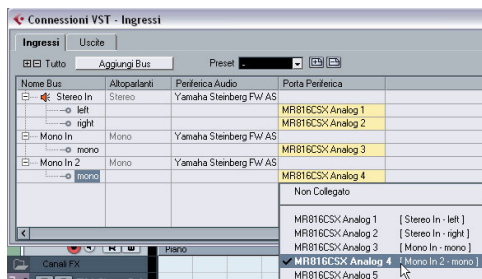 Connessioni VST - Ingressi
Ingressi Uscite
Tutto Aggiungi Bus Preset -
Nome Bus Altoparlanti Periferica Audio Porta Periferica
Stereo In Stereo Yamaha Steinberg FW AS
left MR816CSX Analog 1
right MR816CSX Analog 2
Mono In Mono Yamaha Steinberg FW AS
mono MR816CSX Analog 3
Mono In 2 Mono Yamaha Steinberg FW AS
mono MR816CSX Analog 4
Non Collegato
MR816CSX Analog 1 [ Stereo In - left ]
MR816CSX Analog 2 [ Stereo In - right ]
MR816CSX Analog 3 [ Mono In - mono ]
MR816CSX Analog 4 [ Mono In 2 - mono ]
MR816CSX Analog 5
R W Piano
Canali FX